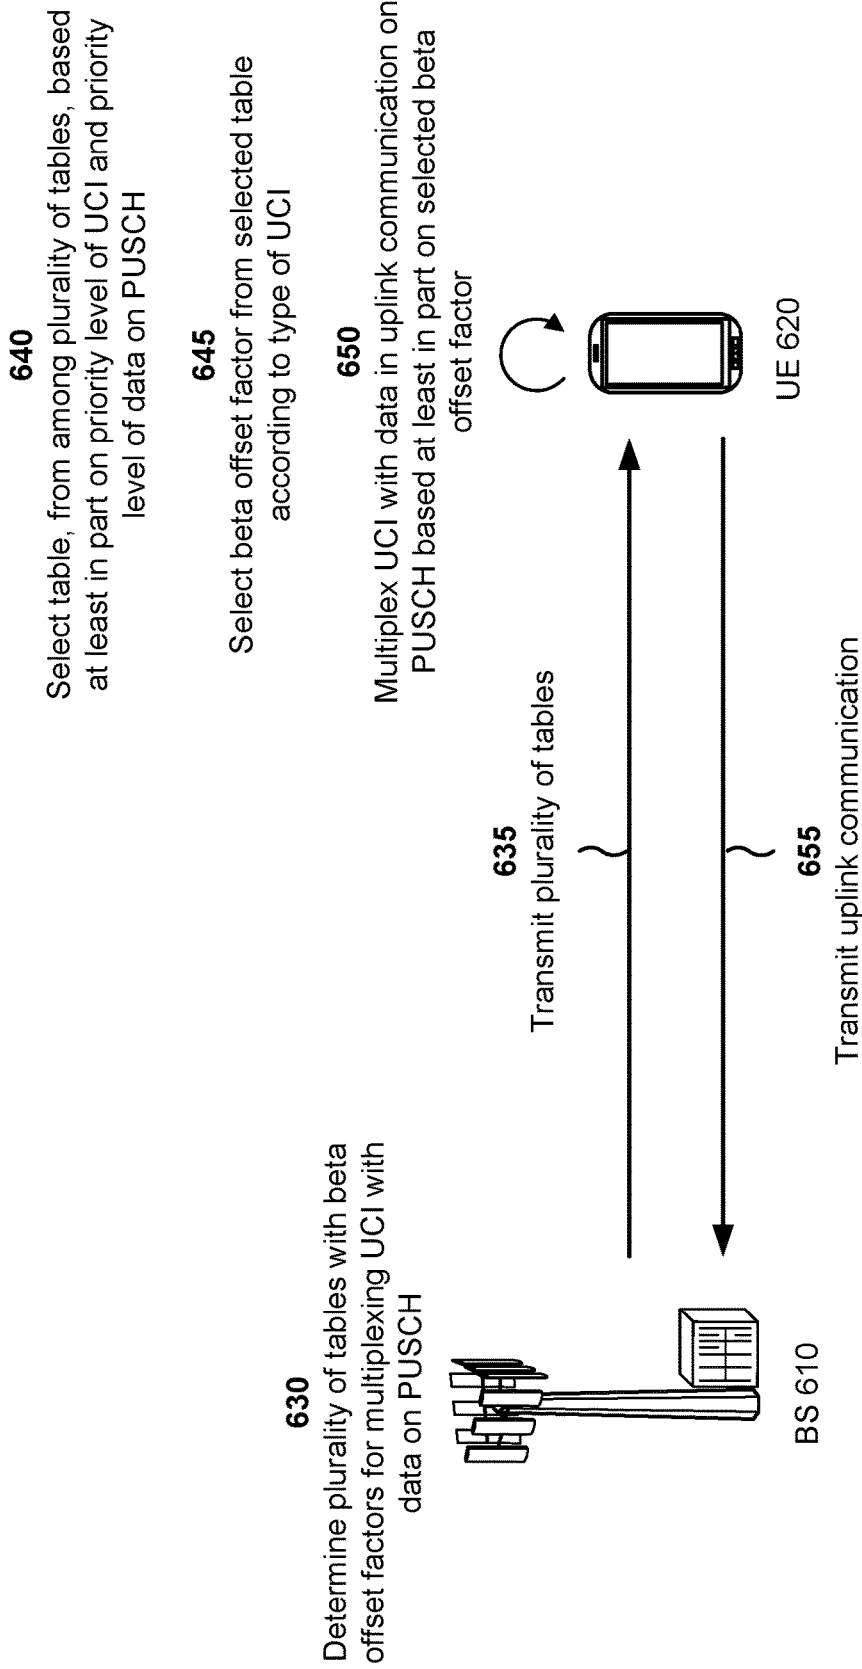 630
Determine plurality of tables with beta
offset factors for multiplexing UCI with
data on PUSCH
BS 610
635
Transmit plurality of tables
655
Transmit uplink communication
640
Select table, from among plurality of tables, based
at least in part on priority level of UCI and priority
level of data on PUSCH
645
Select beta offset factor from selected table
according to type of UCI
650
Multiplex UCI with data in uplink communication on
PUSCH based at least in part on selected beta
offset factor
UE 620